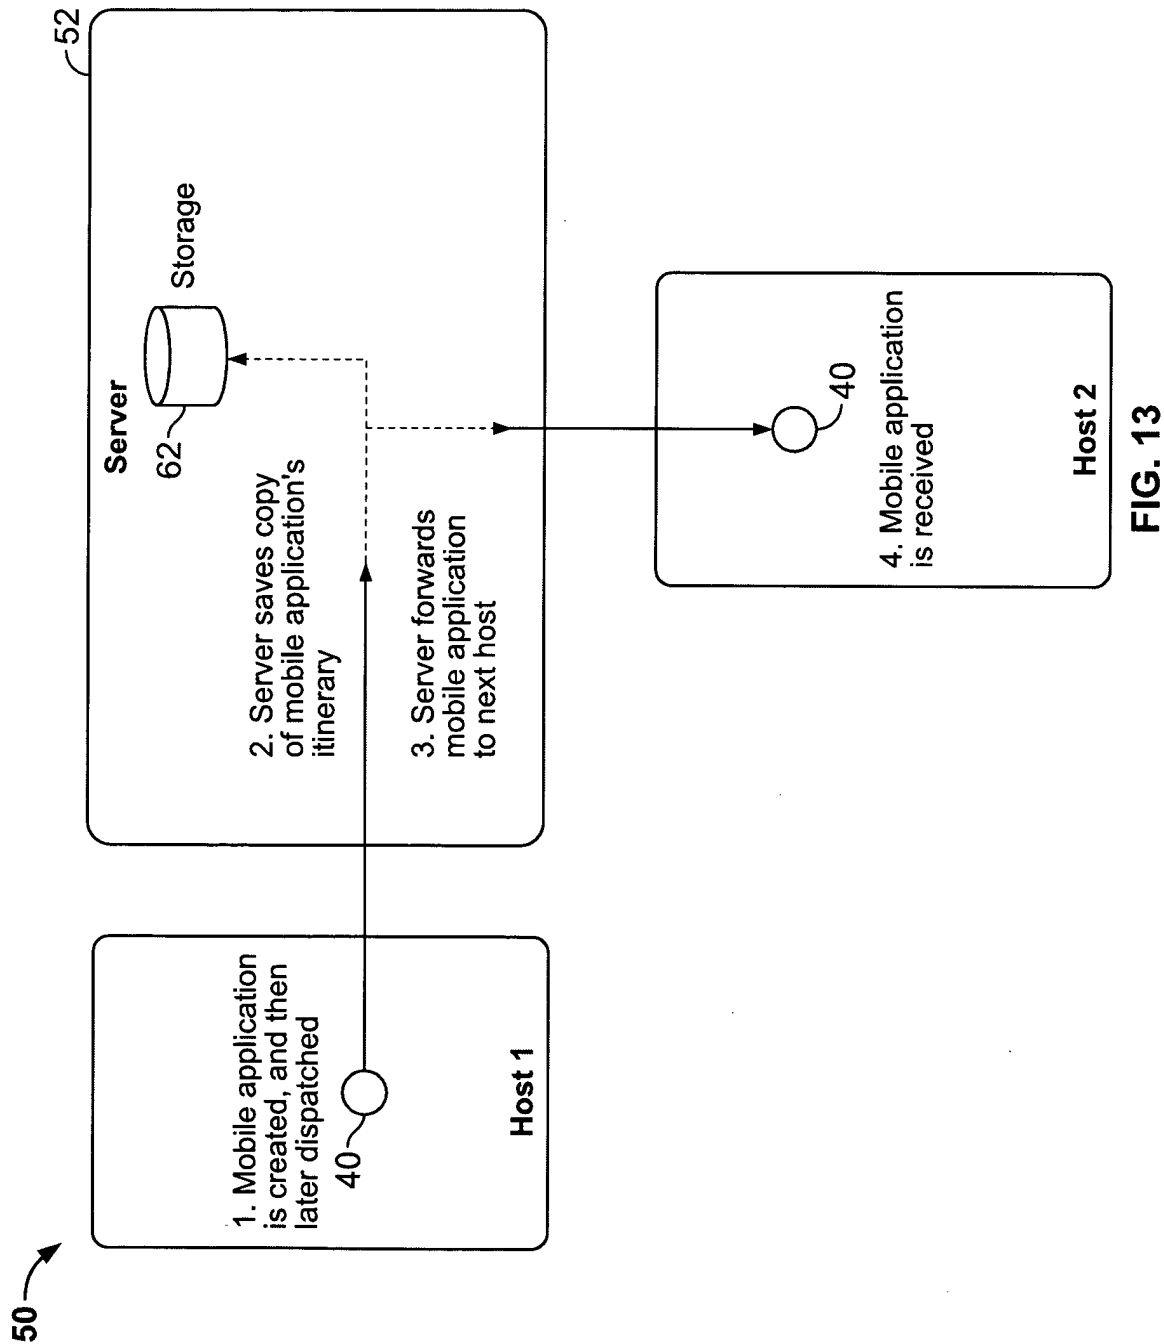 50
1. Mobile application
is created, and then
later dispatched
40
Host 1
Server
52
62
Storage
2. Server saves copy
of mobile application's
itinerary
3. Server forwards
mobile application
to next host
40
4. Mobile application
is received
Host 2
FIG. 13